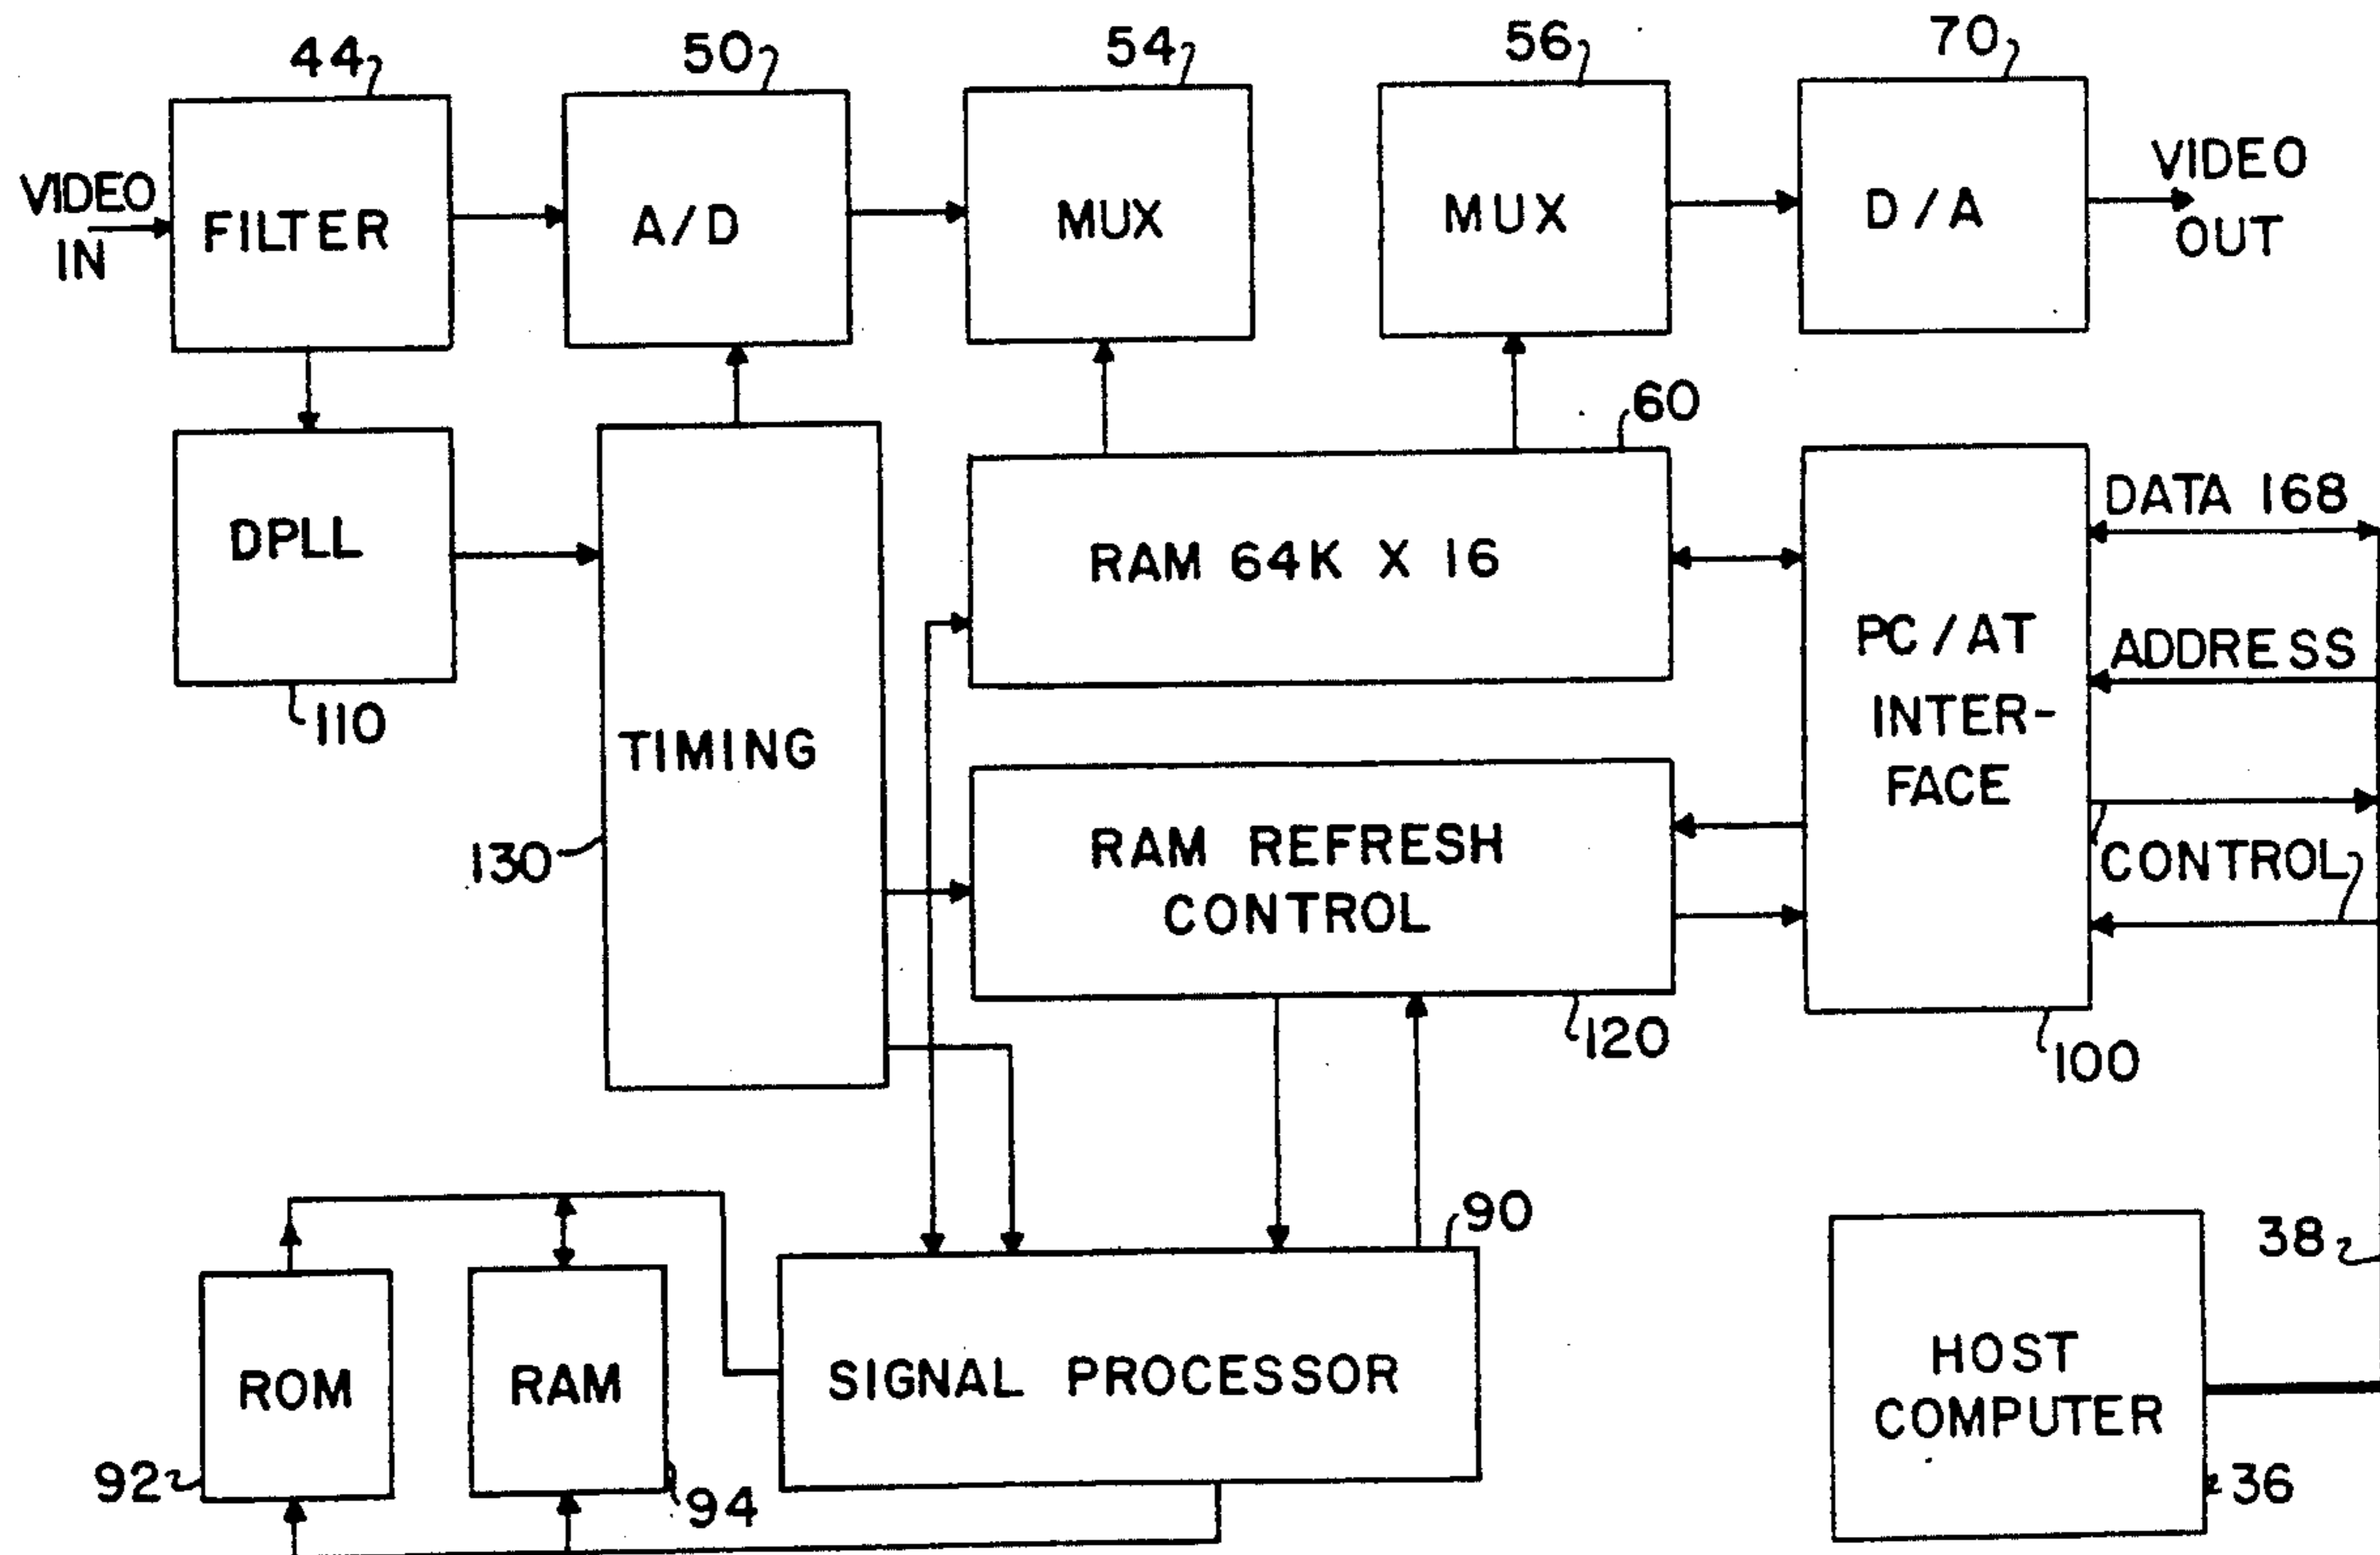 44
50
54
56
70
VIDEO
IN
FILTER
A/D
MUX
MUX
D/A
VIDEO
OUT
60
DPLL
110
TIMING
130
RAM 64K X 16
PC/AT
INTER-
FACE
DATA 168
ADDRESS
CONTROL
RAM REFRESH
CONTROL
120
100
90
38
ROM
92
RAM
94
SIGNAL PROCESSOR
HOST
COMPUTER
36